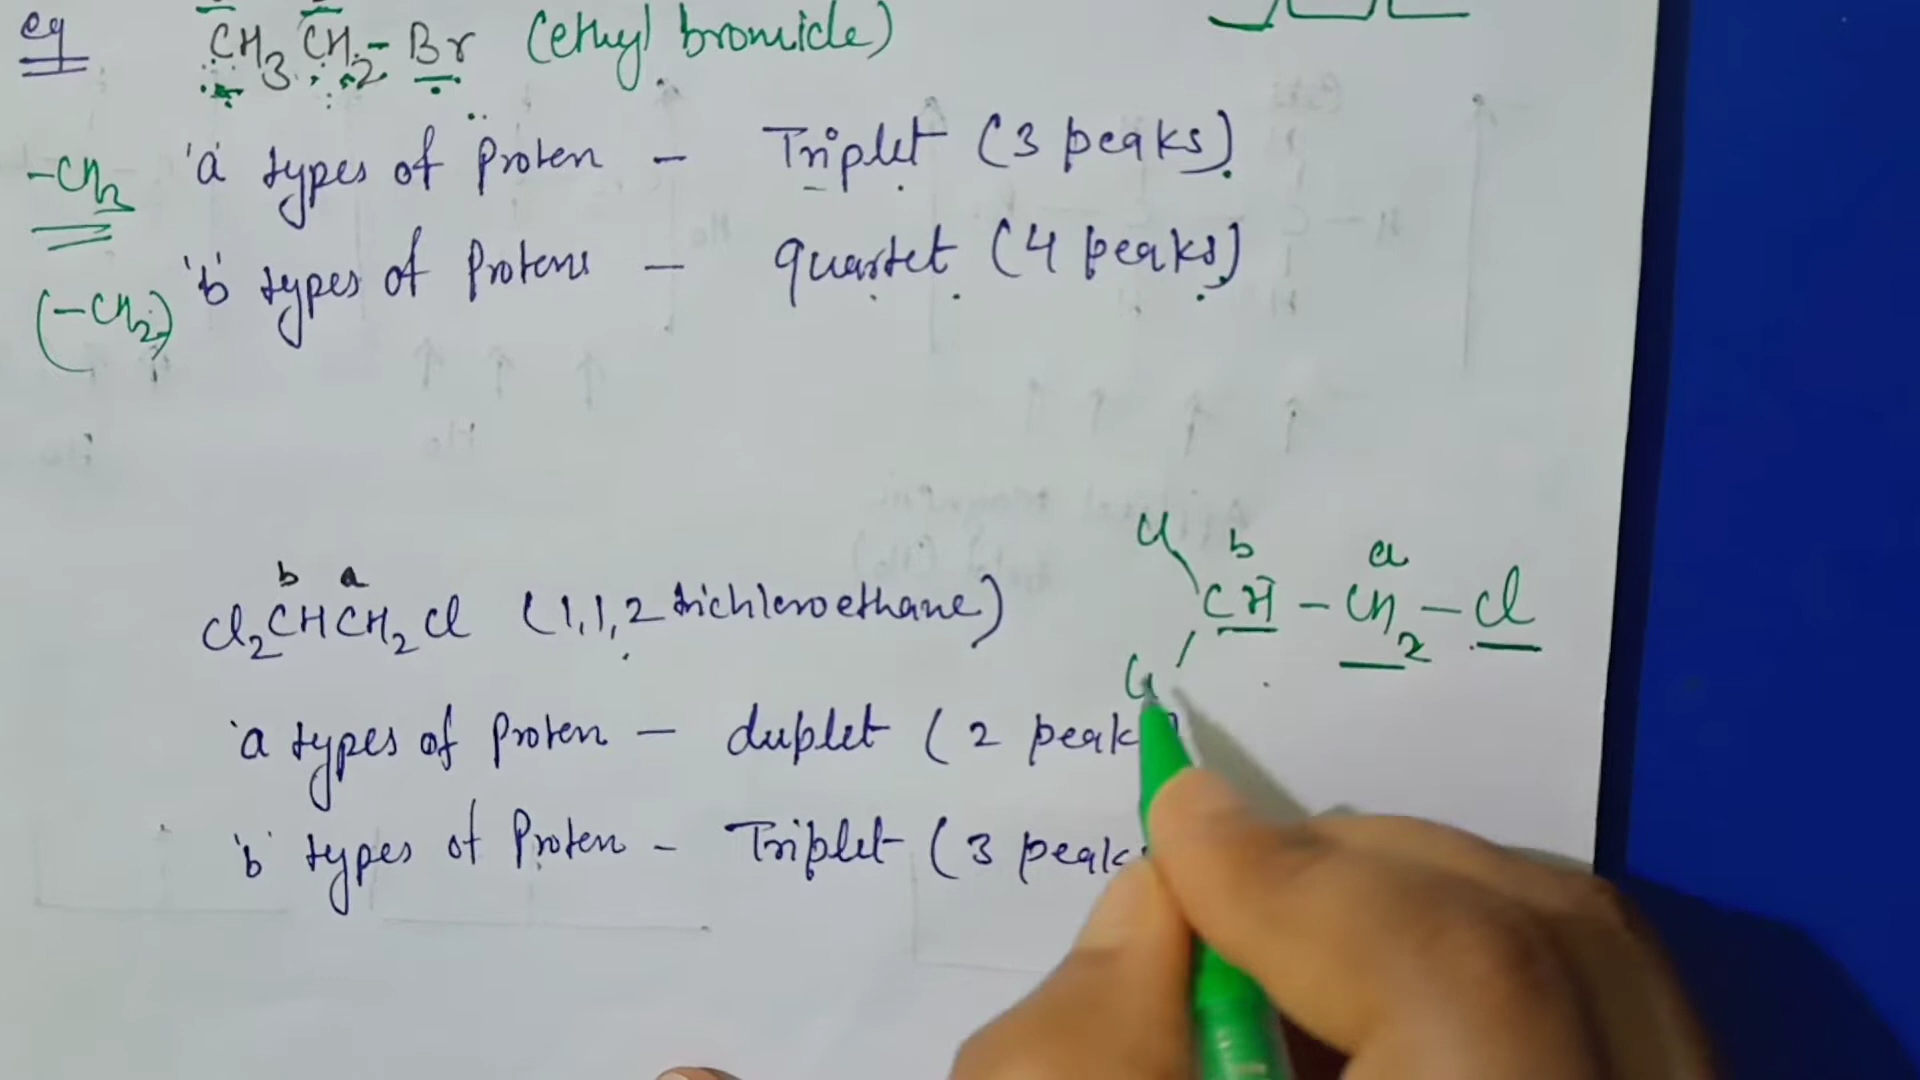 eg CH3 CH2 - Br (ethyl bromide)
-CH2 'a' types of Proton - Triplet (3 peaks)
(-CH2) 'b' types of Protons - quartet (4 peaks)
Cl b a
b a
Cl2CHCH2Cl (1,1,2 trichloroethane) CH - CH2 - Cl
Cl
'a types of Proton - duplet (2 peak
'b' types of Proton - Triplet (3 peaks